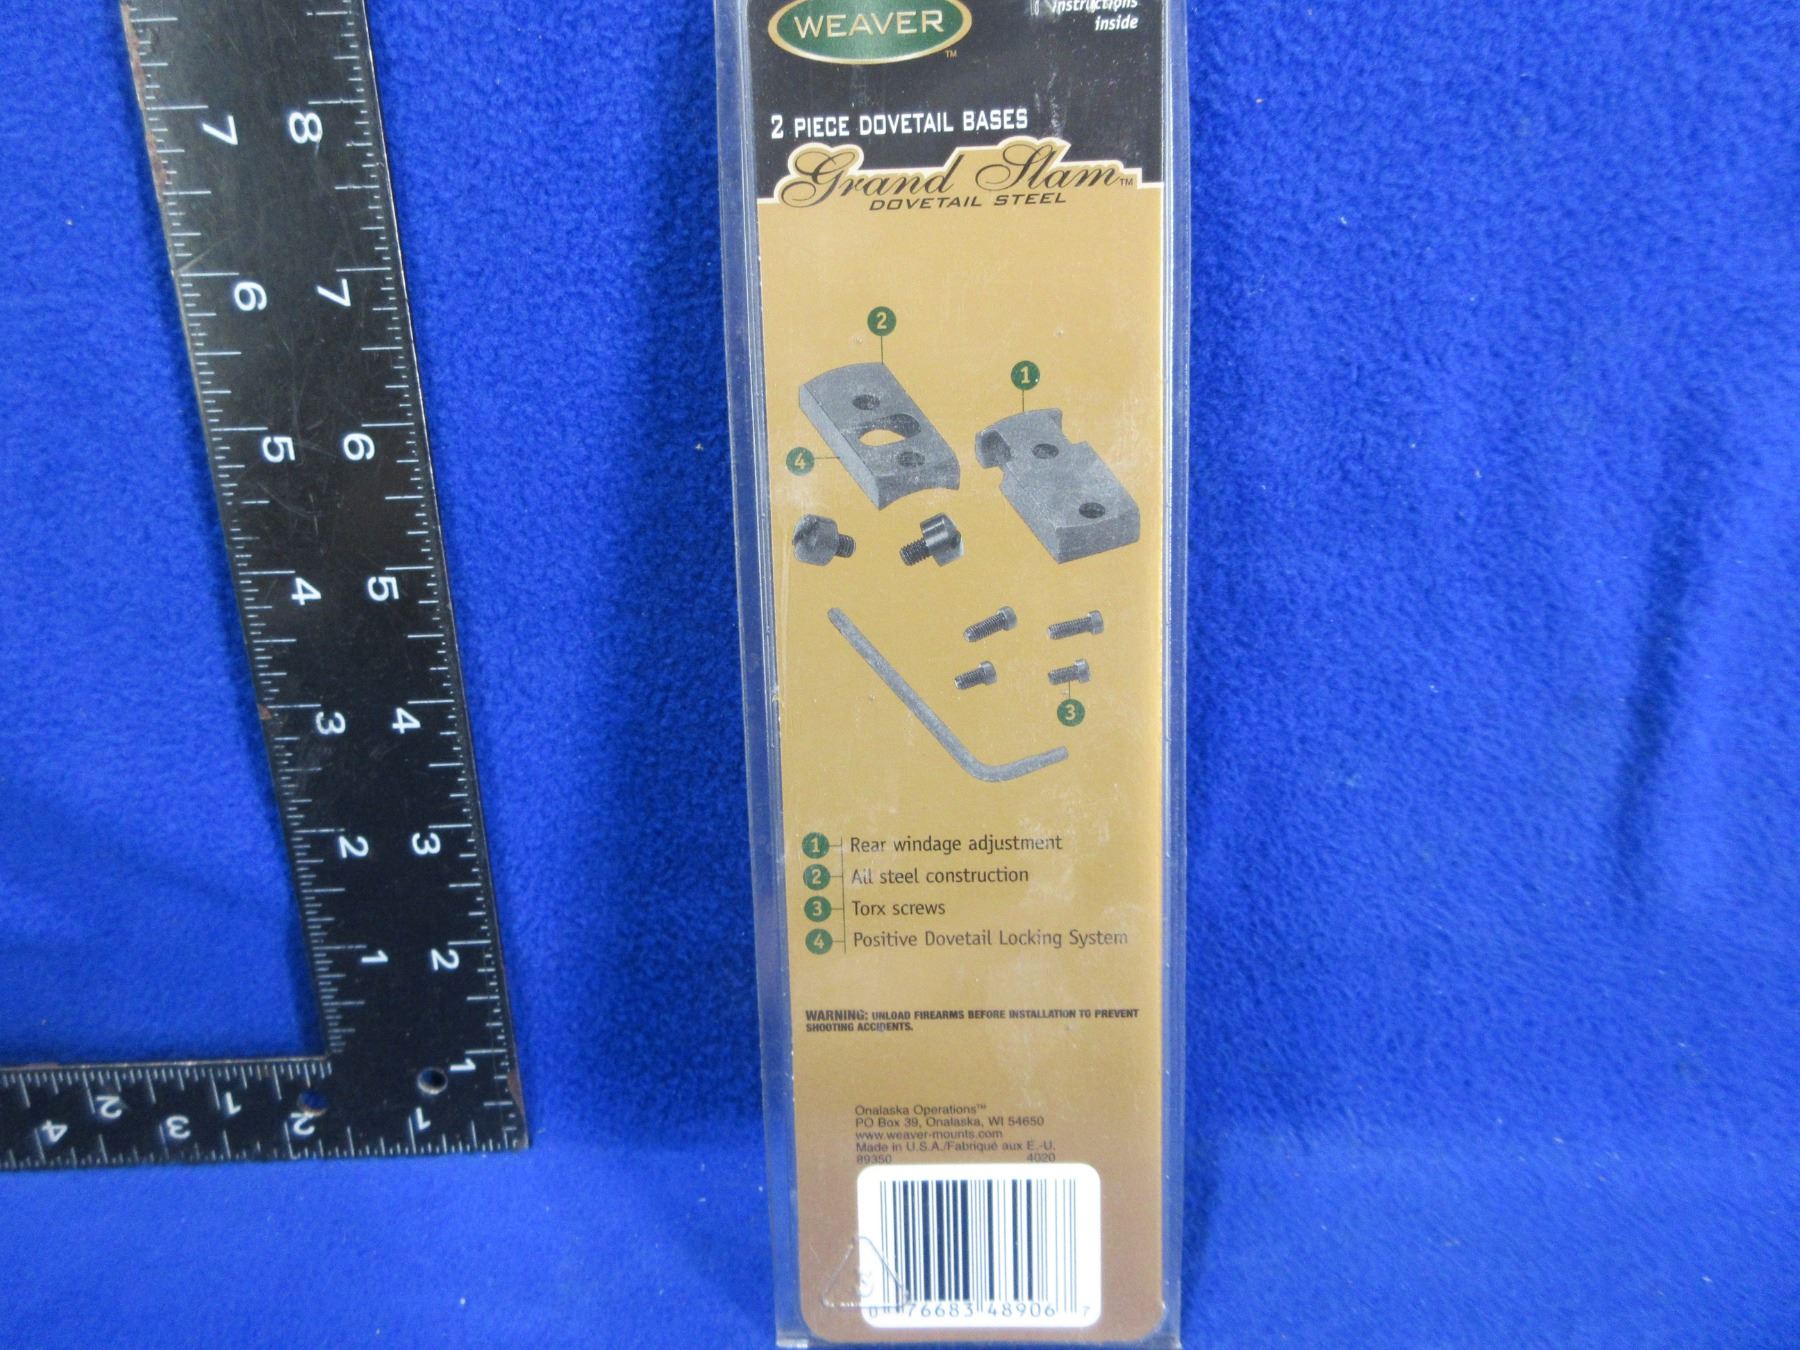 WEAVER
TM
instructions
inside
2 PIECE DOVETAIL BASES
Grand Slam TM
DOVETAIL STEEL
2
1
4
3
1 Rear windage adjustment
2 All steel construction
3 Torx screws
4 Positive Dovetail Locking System
WARNING: UNLOAD FIREARMS BEFORE INSTALLATION TO PREVENT
SHOOTING ACCIDENTS.
Onalaska Operations™
PO Box 39, Onalaska, WI 54650
www.weaver-mounts.com
Made in U.S.A./Fabriqué aux E.-U.
89350 4020
0 76683 48906 7
7 8
6 7
5 6
4 5
3 4
2 3
1 2
1
2 1 2 1
4 3